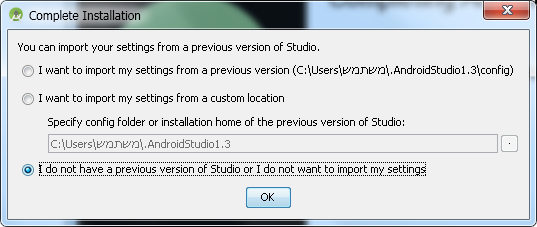 Complete Installation
You can import your settings from a previous version of Studio.
I want to import my settings from a previous version (C:\Users\משתמש\.AndroidStudio1.3\config)
I want to import my settings from a custom location
Specify config folder or installation home of the previous version of Studio:
C:\Users\משתמש\.AndroidStudio1.3
I do not have a previous version of Studio or I do not want to import my settings
OK